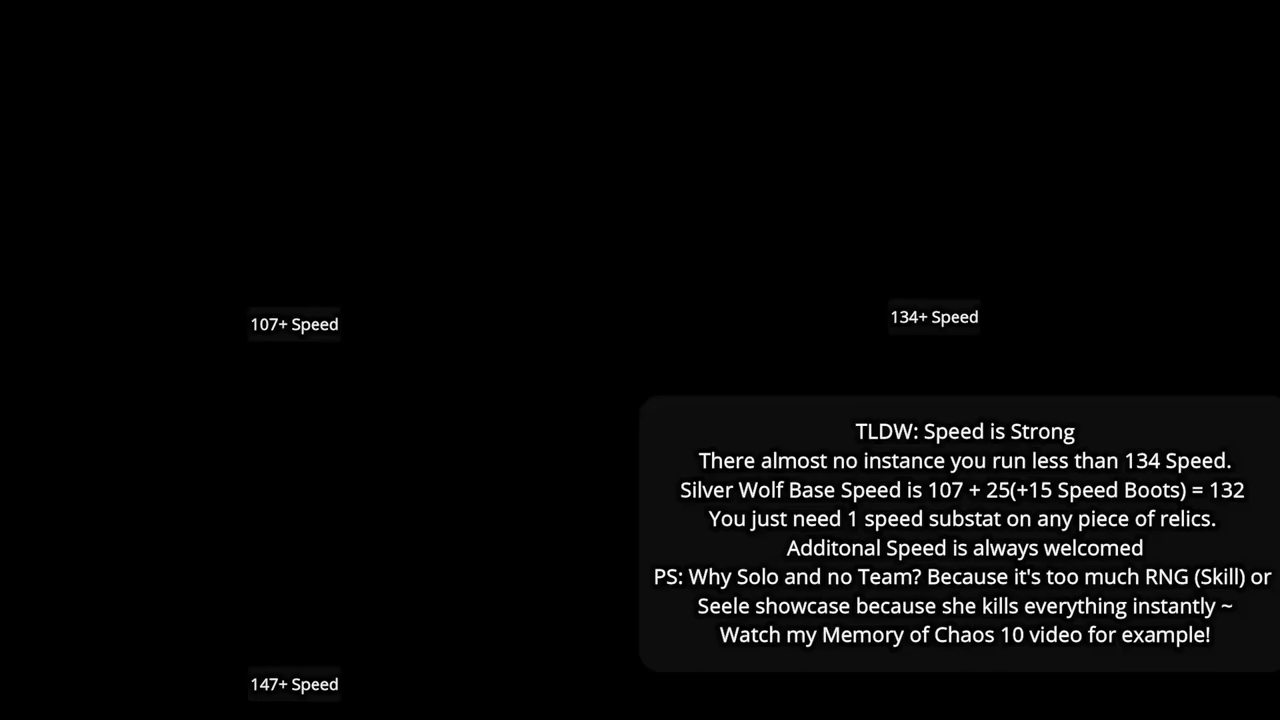 107+ Speed
134+ Speed
TLDW: Speed is Strong
There almost no instance you run less than 134 Speed.
Silver Wolf Base Speed is 107 + 25(+15 Speed Boots) = 132
You just need 1 speed substat on any piece of relics.
Additonal Speed is always welcomed
PS: Why Solo and no Team? Because it's too much RNG (Skill) or
Seele showcase because she kills everything instantly ~
Watch my Memory of Chaos 10 video for example!
147+ Speed